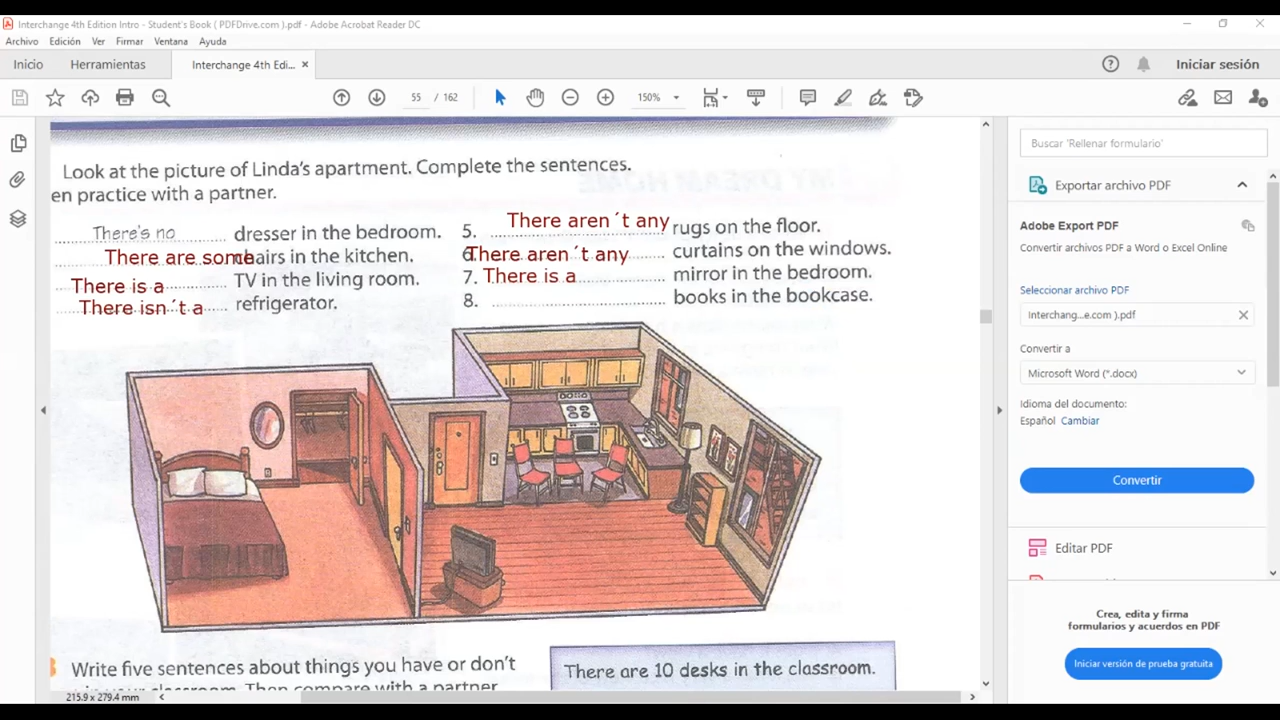 Interchange 4th Edition Intro - Student's Book ( PDFDrive.com ).pdf - Adobe Acrobat Reader DC
Archivo Edición Ver Firmar Ventana Ayuda
Inicio Herramientas Interchange 4th Edi... × Iniciar sesión
55 / 162 150%
Look at the picture of Linda's apartment. Complete the sentences.
en practice with a partner.
There's no dresser in the bedroom.
There are some chairs in the kitchen.
There is a TV in the living room.
There isn´t a refrigerator.
5. There aren´t any rugs on the floor.
6. There aren´t any curtains on the windows.
7. There is a mirror in the bedroom.
8. books in the bookcase.
Write five sentences about things you have or don't
in your classroom. Then compare with a partner.
There are 10 desks in the classroom.
215.9 x 279.4 mm
Buscar 'Rellenar formulario'
Exportar archivo PDF
Adobe Export PDF
Convertir archivos PDF a Word o Excel Online
Seleccionar archivo PDF
Interchang...e.com ).pdf
Convertir a
Microsoft Word (*.docx)
Idioma del documento:
Español Cambiar
Convertir
Editar PDF
Crea, edita y firma
formularios y acuerdos en PDF
Iniciar versión de prueba gratuita